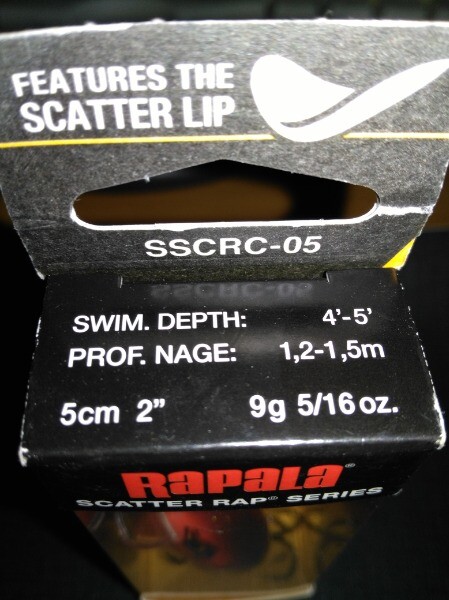 FEATURES THE
SCATTER LIP
SSCRC-05
SWIM. DEPTH: 4'-5'
PROF. NAGE: 1,2-1,5m
5cm 2" 9g 5/16 oz.
RAPALA®
SCATTER RAP® SERIES